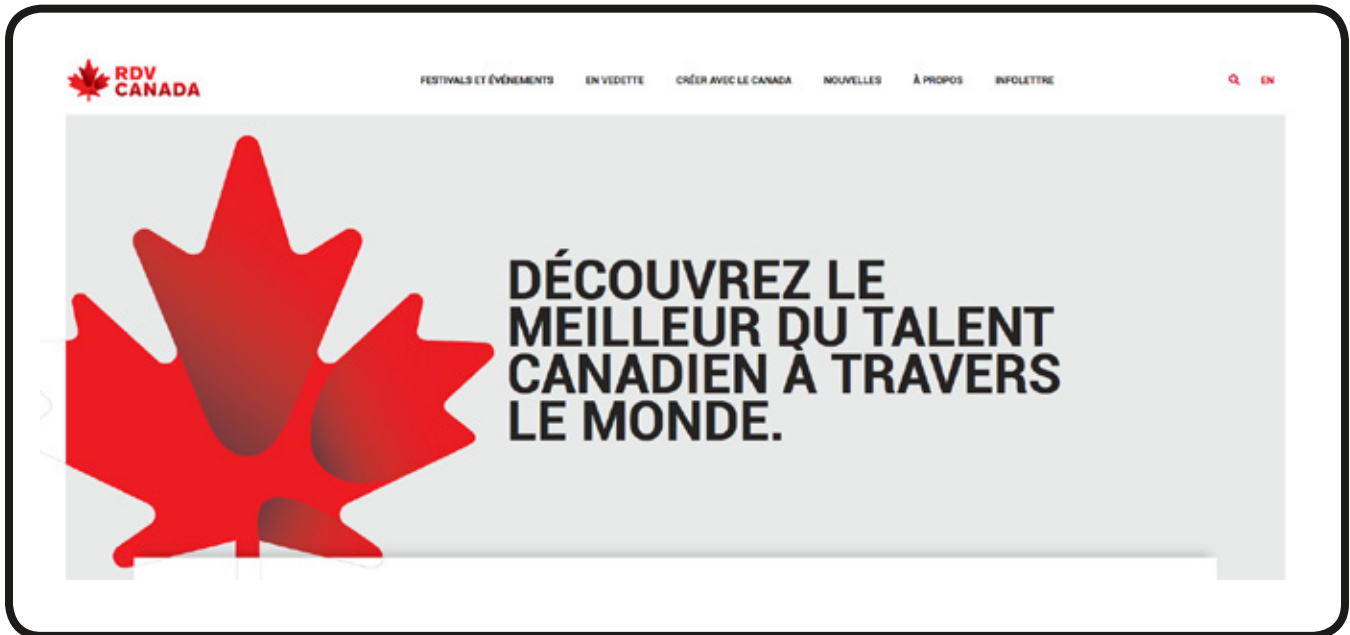 RDV
CANADA
FESTIVALS ET ÉVÉNEMENTS EN VEDETTE CRÉER AVEC LE CANADA NOUVELLES À PROPOS INFOLETTRE EN
DÉCOUVREZ LE
MEILLEUR DU TALENT
CANADIEN À TRAVERS
LE MONDE.